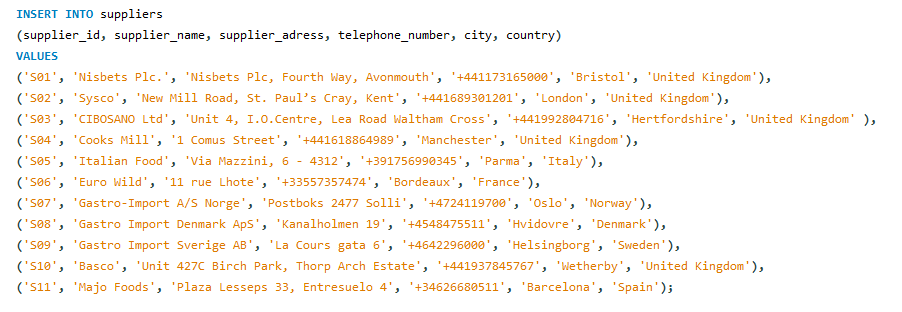 INSERT INTO suppliers
(supplier_id, supplier_name, supplier_adress, telephone_number, city, country)
VALUES
('S01', 'Nisbets Plc.', 'Nisbets Plc, Fourth Way, Avonmouth', '+441173165000', 'Bristol', 'United Kingdom'),
('S02', 'Sysco', 'New Mill Road, St. Paul’s Cray, Kent', '+441689301201', 'London', 'United Kingdom'),
('S03', 'CIBOSANO Ltd', 'Unit 4, I.O.Centre, Lea Road Waltham Cross', '+441992804716', 'Hertfordshire', 'United Kingdom' ),
('S04', 'Cooks Mill', '1 Comus Street', '+441618864989', 'Manchester', 'United Kingdom'),
('S05', 'Italian Food', 'Via Mazzini, 6 - 4312', '+391756990345', 'Parma', 'Italy'),
('S06', 'Euro Wild', '11 rue Lhote', '+33557357474', 'Bordeaux', 'France'),
('S07', 'Gastro-Import A/S Norge', 'Postboks 2477 Solli', '+4724119700', 'Oslo', 'Norway'),
('S08', 'Gastro Import Denmark ApS', 'Kanalholmen 19', '+4548475511', 'Hvidovre', 'Denmark'),
('S09', 'Gastro Import Sverige AB', 'La Cours gata 6', '+4642296000', 'Helsingborg', 'Sweden'),
('S10', 'Basco', 'Unit 427C Birch Park, Thorp Arch Estate', '+441937845767', 'Wetherby', 'United Kingdom'),
('S11', 'Majo Foods', 'Plaza Lesseps 33, Entresuelo 4', '+34626680511', 'Barcelona', 'Spain');